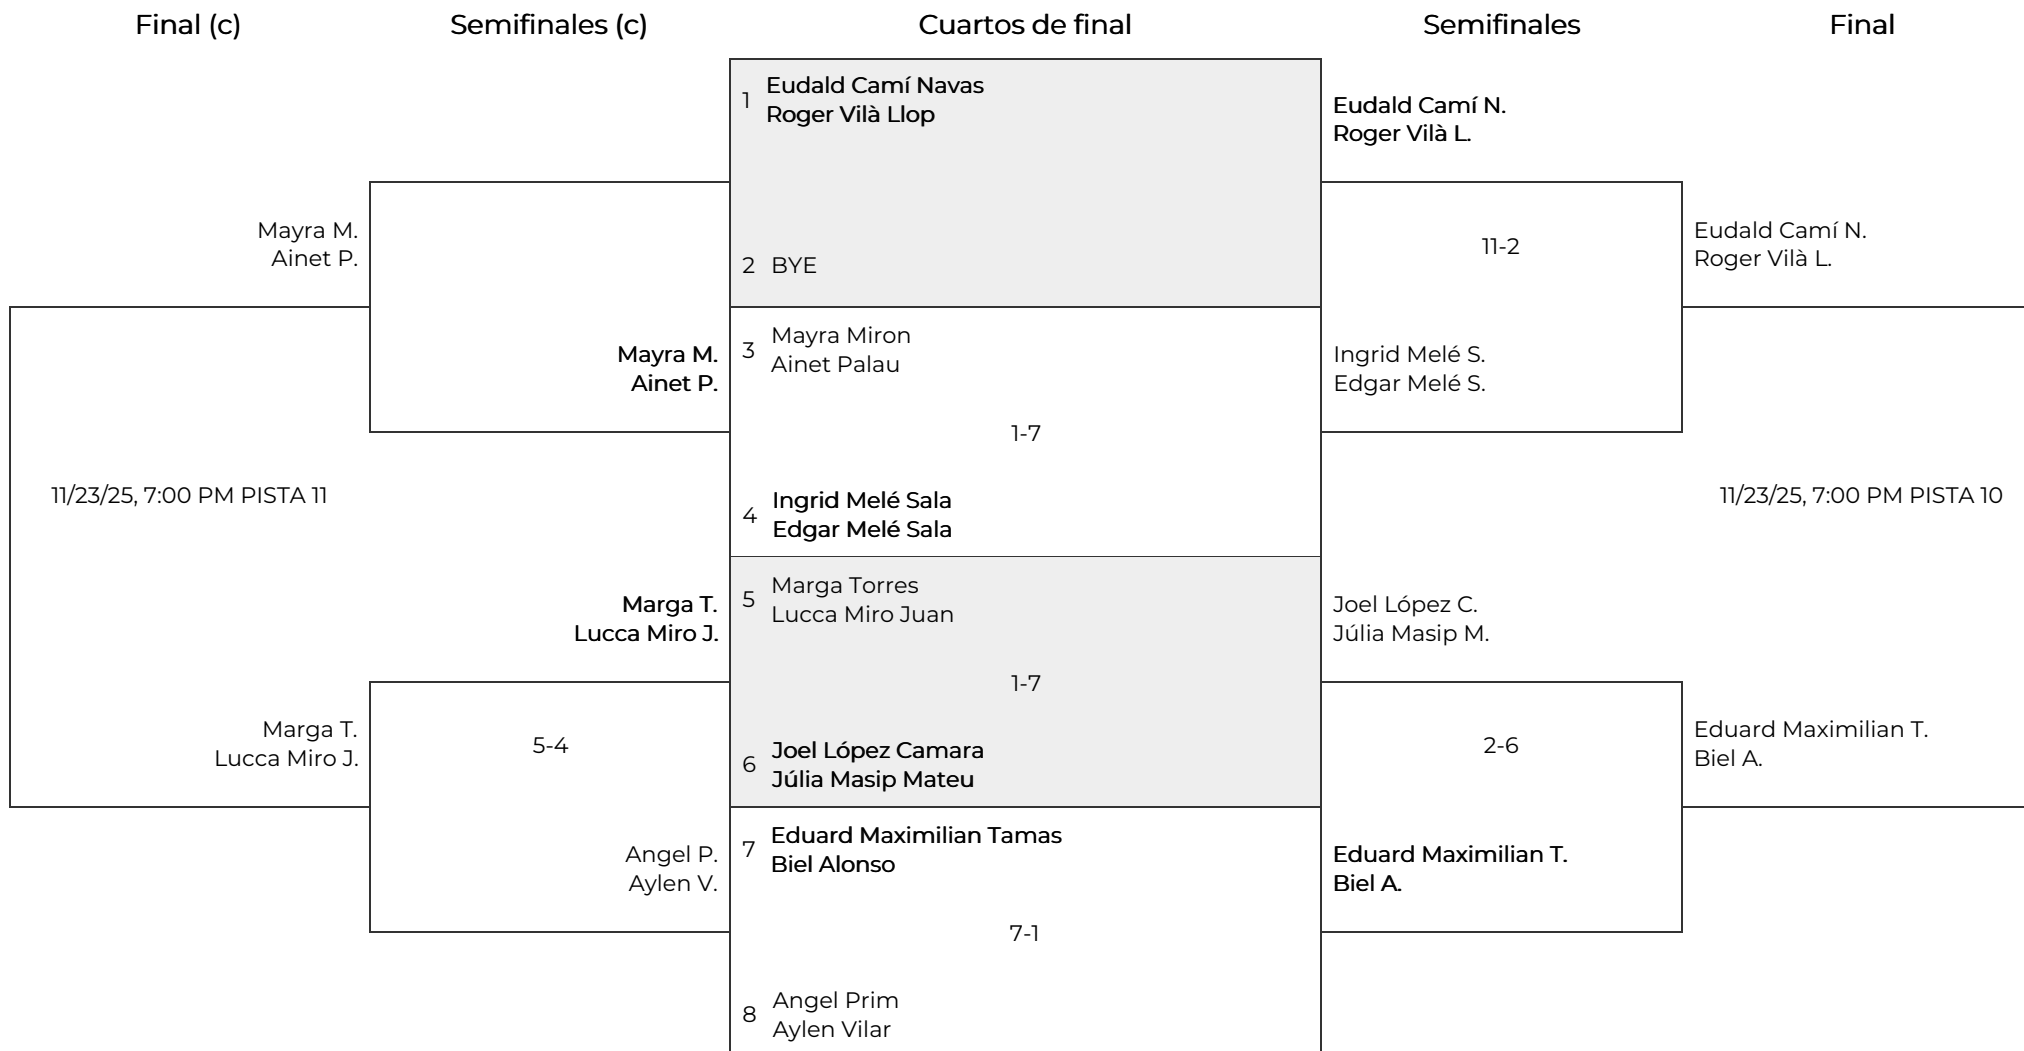 Final (c)
Semifinales (c)
Cuartos de final
Semifinales
Final
Mayra M.
Ainet P.
11/23/25, 7:00 PM PISTA 11
Marga T.
Lucca Miro J.
Mayra M.
Ainet P.
Marga T.
Lucca Miro J.
5-4
Angel P.
Aylen V.
1 Eudald Camí Navas
Roger Vilà Llop
2 BYE
3 Mayra Miron
Ainet Palau
1-7
4 Ingrid Melé Sala
Edgar Melé Sala
5 Marga Torres
Lucca Miro Juan
1-7
6 Joel López Camara
Júlia Masip Mateu
7 Eduard Maximilian Tamas
Biel Alonso
7-1
8 Angel Prim
Aylen Vilar
Eudald Camí N.
Roger Vilà L.
11-2
Ingrid Melé S.
Edgar Melé S.
Joel López C.
Júlia Masip M.
2-6
Eduard Maximilian T.
Biel A.
Eudald Camí N.
Roger Vilà L.
11/23/25, 7:00 PM PISTA 10
Eduard Maximilian T.
Biel A.